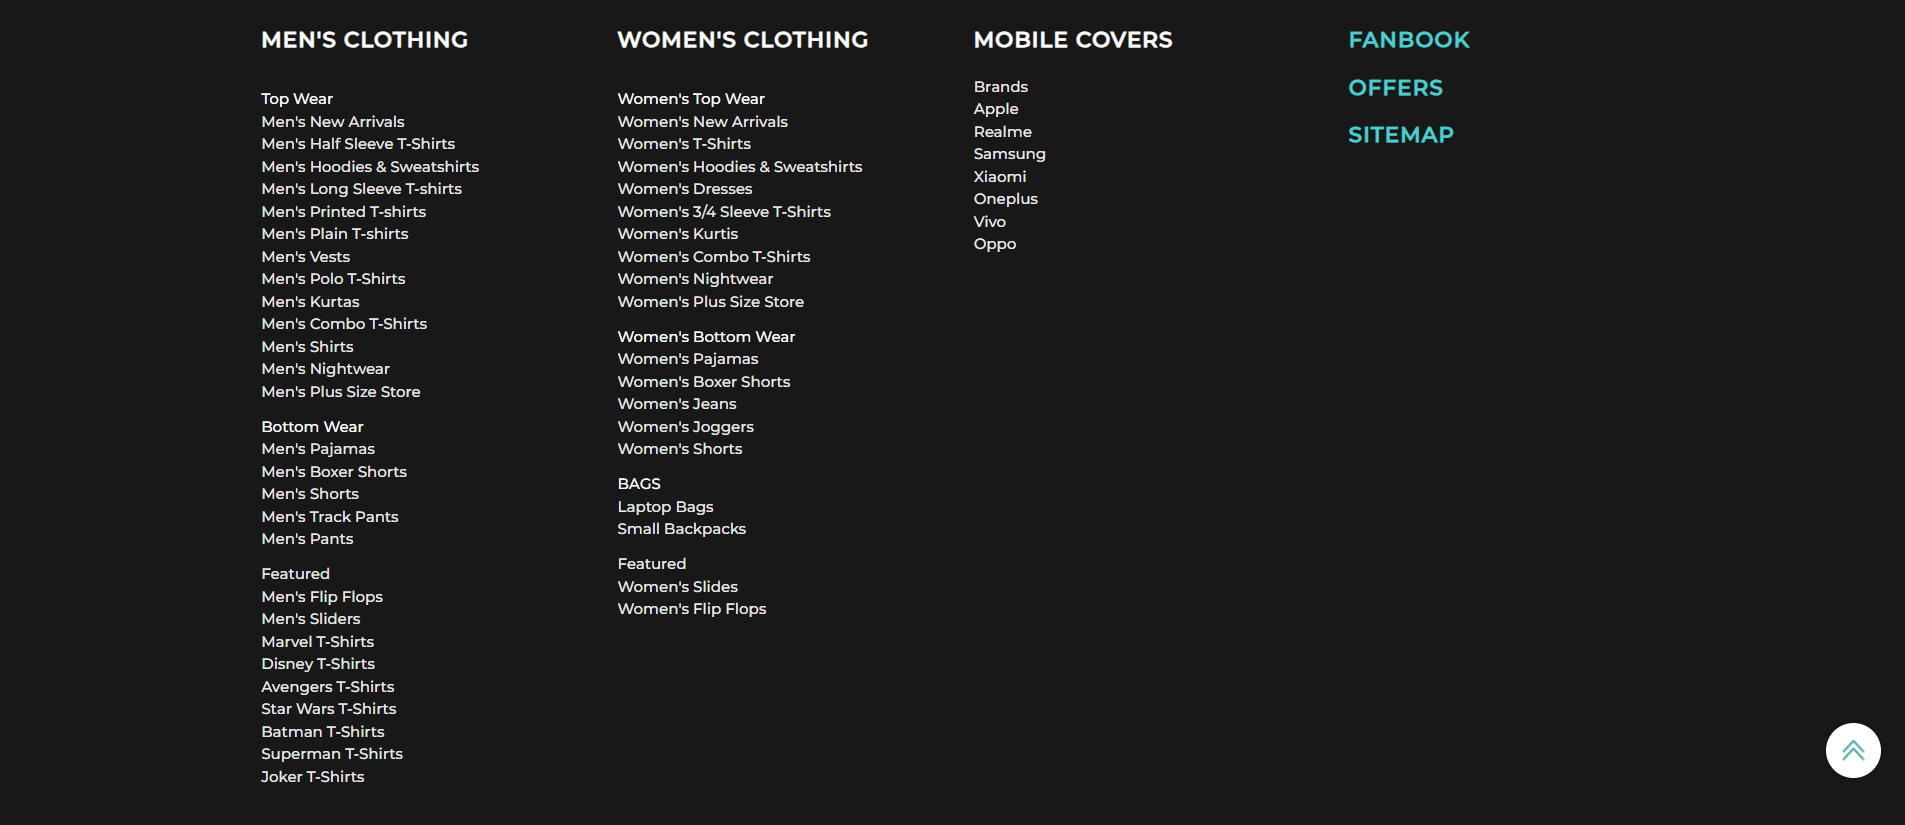 MEN'S CLOTHING
Top Wear
Men's New Arrivals
Men's Half Sleeve T-Shirts
Men's Hoodies & Sweatshirts
Men's Long Sleeve T-shirts
Men's Printed T-shirts
Men's Plain T-shirts
Men's Vests
Men's Polo T-Shirts
Men's Kurtas
Men's Combo T-Shirts
Men's Shirts
Men's Nightwear
Men's Plus Size Store
Bottom Wear
Men's Pajamas
Men's Boxer Shorts
Men's Shorts
Men's Track Pants
Men's Pants
Featured
Men's Flip Flops
Men's Sliders
Marvel T-Shirts
Disney T-Shirts
Avengers T-Shirts
Star Wars T-Shirts
Batman T-Shirts
Superman T-Shirts
Joker T-Shirts
WOMEN'S CLOTHING
Women's Top Wear
Women's New Arrivals
Women's T-Shirts
Women's Hoodies & Sweatshirts
Women's Dresses
Women's 3/4 Sleeve T-Shirts
Women's Kurtis
Women's Combo T-Shirts
Women's Nightwear
Women's Plus Size Store
Women's Bottom Wear
Women's Pajamas
Women's Boxer Shorts
Women's Jeans
Women's Joggers
Women's Shorts
BAGS
Laptop Bags
Small Backpacks
Featured
Women's Slides
Women's Flip Flops
MOBILE COVERS
Brands
Apple
Realme
Samsung
Xiaomi
Oneplus
Vivo
Oppo
FANBOOK
OFFERS
SITEMAP